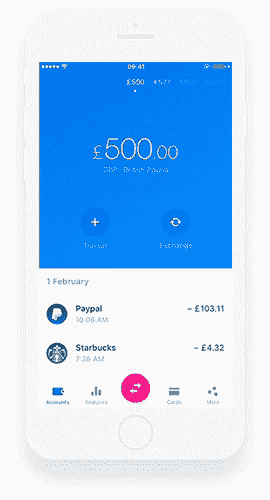 09:41
£500
£500.00
GBP - British Pound
Top up
Exchange
1 February
Paypal
- £103.11
10:06 AM
Starbucks
- £4.32
7:36 AM
Accounts
Analytics
Cards
More